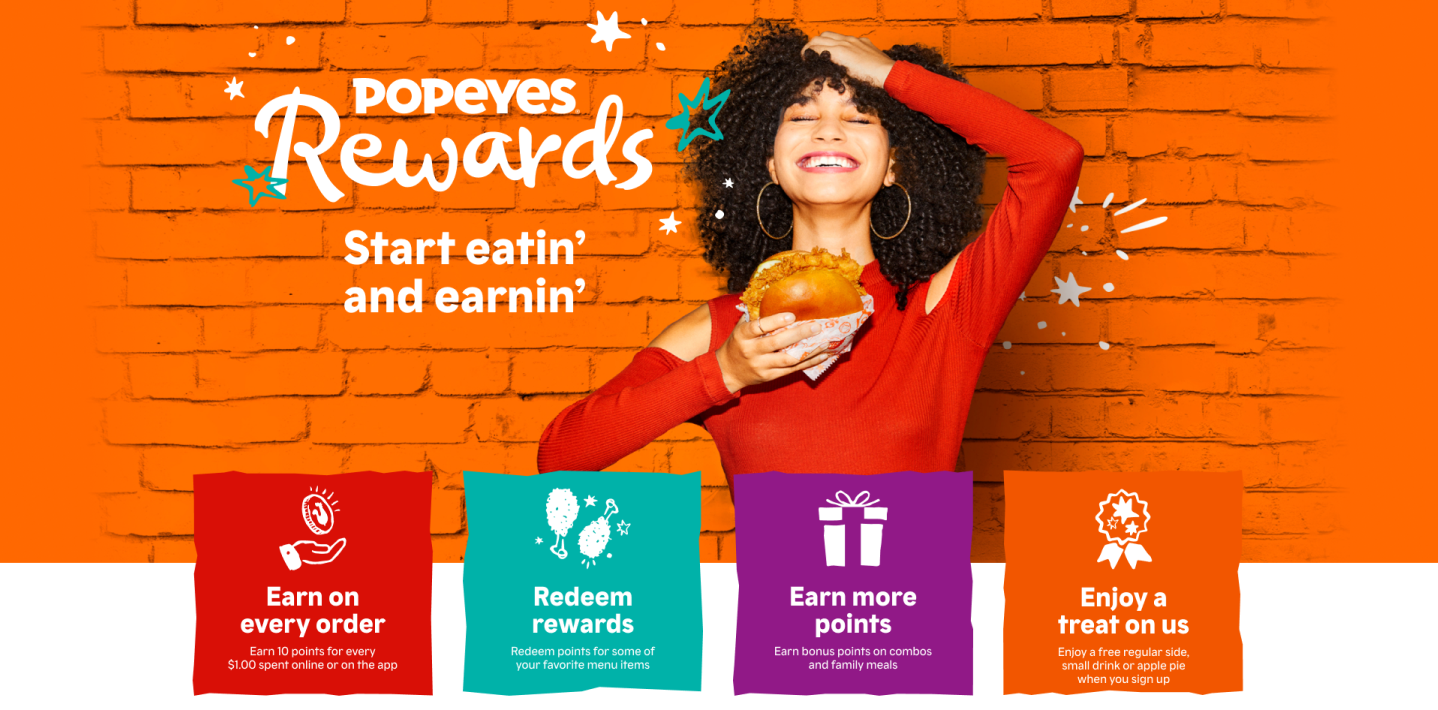 POPEYES
Rewards
Start eatin’
and earnin’
Earn on
every order
Earn 10 points for every
$1.00 spent online or on the app
Redeem
rewards
Redeem points for some of
your favorite menu items
Earn more
points
Earn bonus points on combos
and family meals
Enjoy a
treat on us
Enjoy a free regular side,
small drink or apple pie
when you sign up